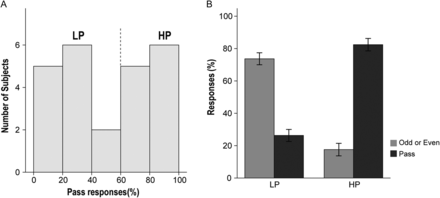 A
LP
HP
Number of Subjects
6
4
2
0
0
20
40
60
80
100
Pass responses(%)
B
Responses (%)
100
80
60
40
20
0
LP
HP
Odd or Even
Pass